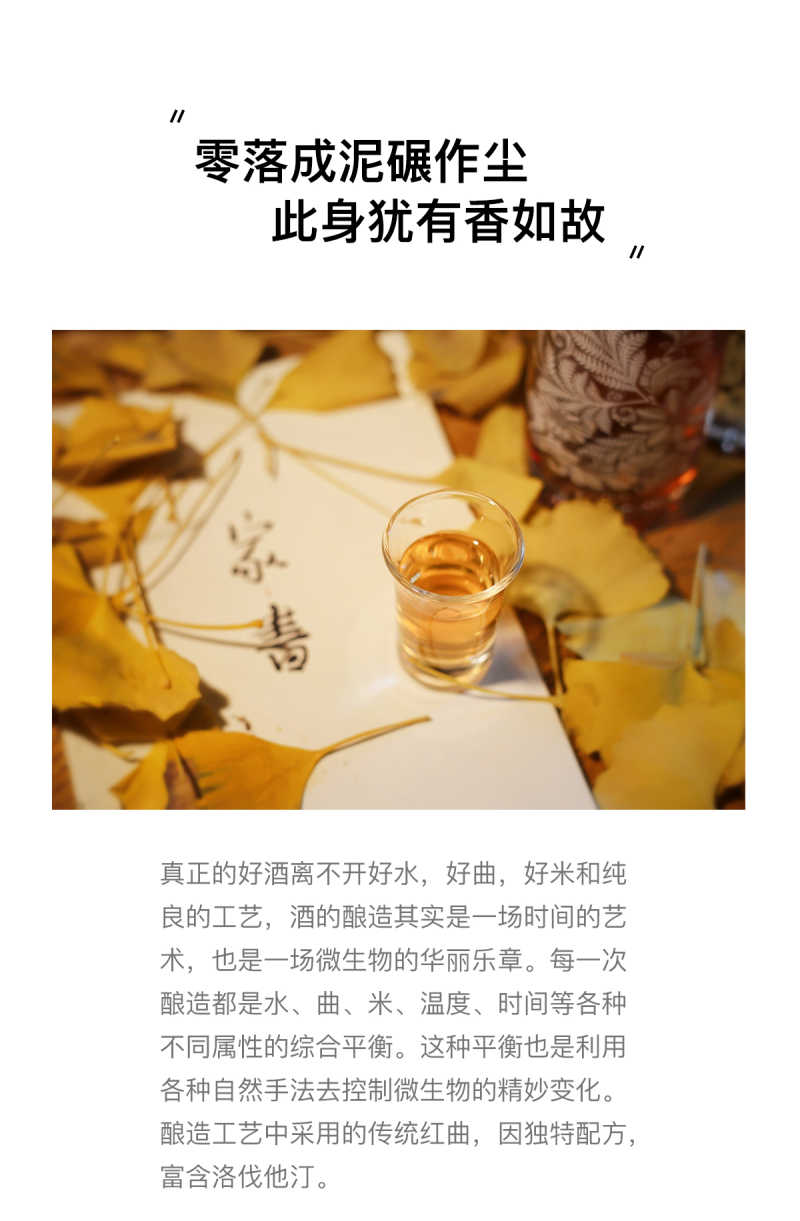 〃
零落成泥碾作尘
此身犹有香如故
〃
家
真正的好酒离不开好水，好曲，好米和纯
良的工艺，酒的酿造其实是一场时间的艺
术，也是一场微生物的华丽乐章。每一次
酿造都是水、曲、米、温度、时间等各种
不同属性的综合平衡。这种平衡也是利用
各种自然手法去控制微生物的精妙变化。
酿造工艺中采用的传统红曲，因独特配方，
富含洛伐他汀。